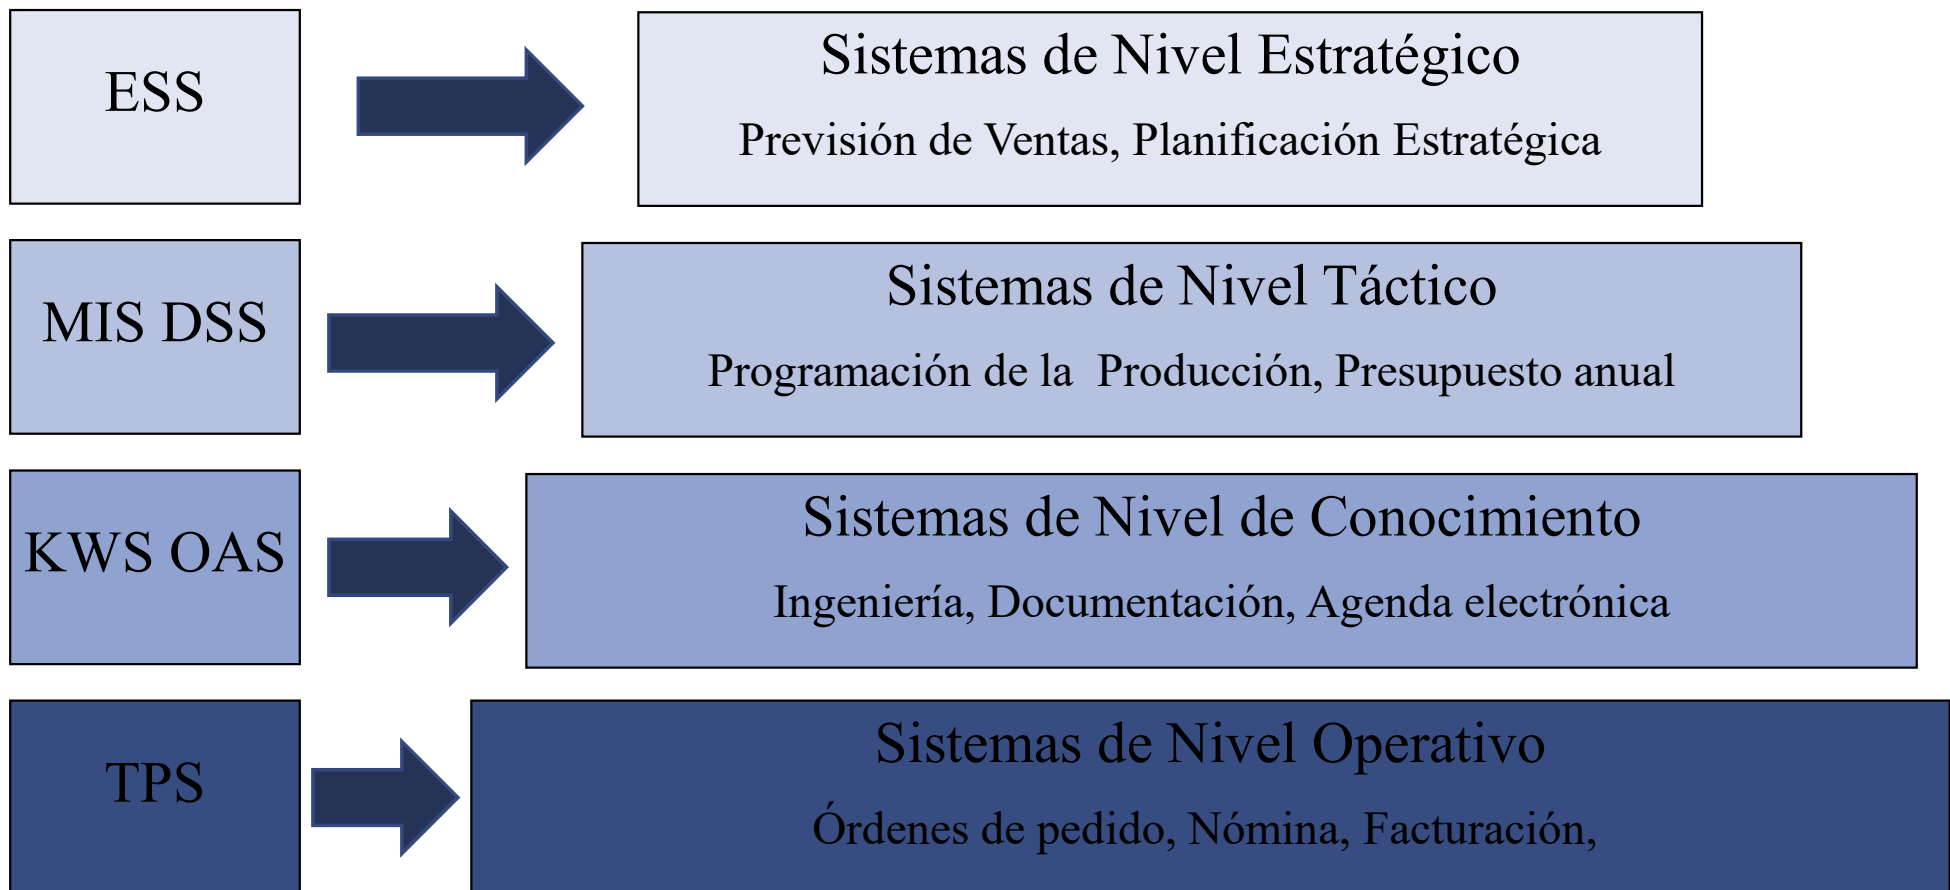 ESS
Sistemas de Nivel Estratégico
Previsión de Ventas, Planificación Estratégica
MIS DSS
Sistemas de Nivel Táctico
Programación de la  Producción, Presupuesto anual
KWS OAS
Sistemas de Nivel de Conocimiento
Ingeniería, Documentación, Agenda electrónica
TPS
Sistemas de Nivel Operativo
Órdenes de pedido, Nómina, Facturación,